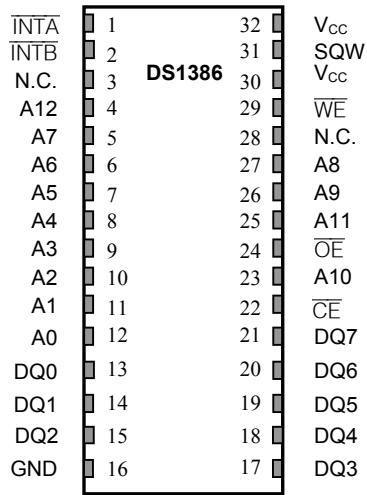 INTA 1 32 VCC
INTB 2 31 SQW
N.C. 3 DS1386 30 VCC
A12 4 29 WE
A7 5 28 N.C.
A6 6 27 A8
A5 7 26 A9
A4 8 25 A11
A3 9 24 OE
A2 10 23 A10
A1 11 22 CE
A0 12 21 DQ7
DQ0 13 20 DQ6
DQ1 14 19 DQ5
DQ2 15 18 DQ4
GND 16 17 DQ3